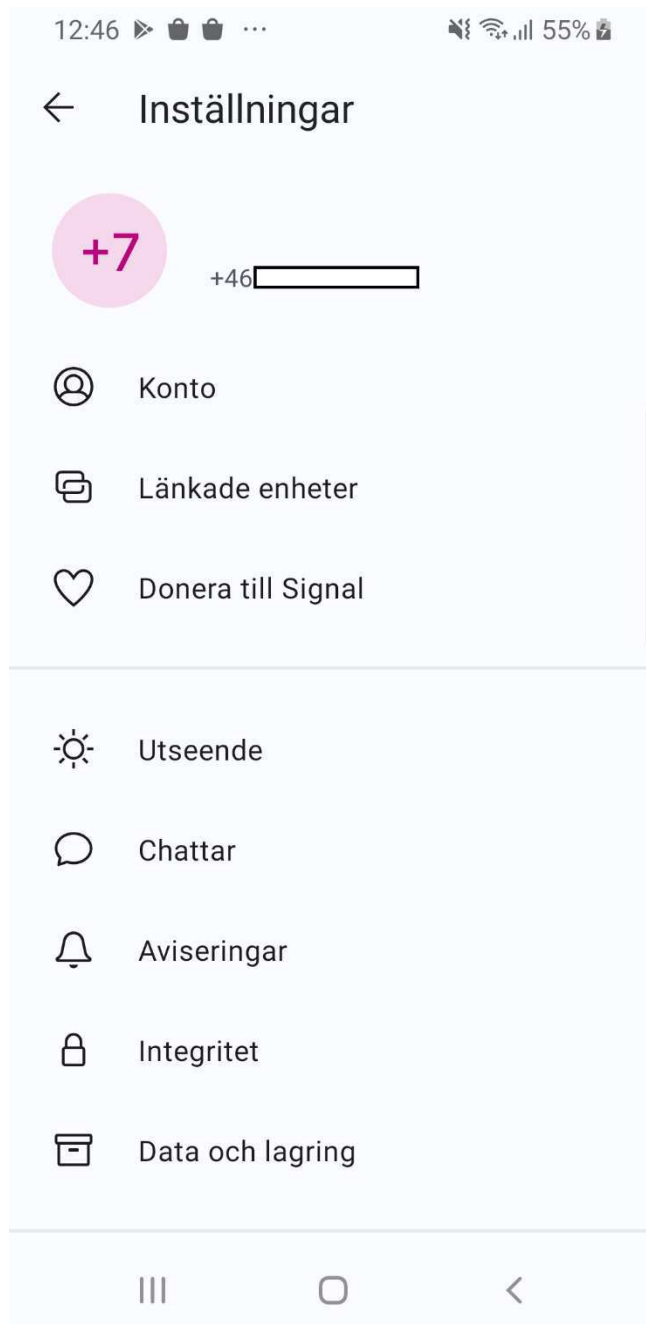 12:46 ... 55%
Inställningar
+7
+46
Konto
Länkade enheter
Donera till Signal
Utseende
Chattar
Aviseringar
Integritet
Data och lagring